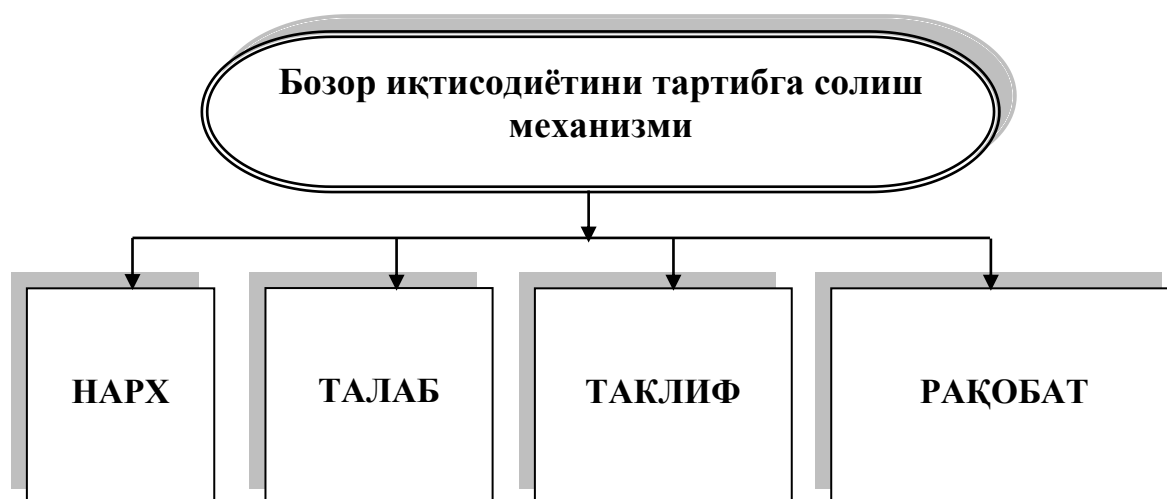 Бозор иқтисодиётини тартибга солиш
механизми
НАРХ
ТАЛАБ
ТАКЛИФ
РАҚОБАТ